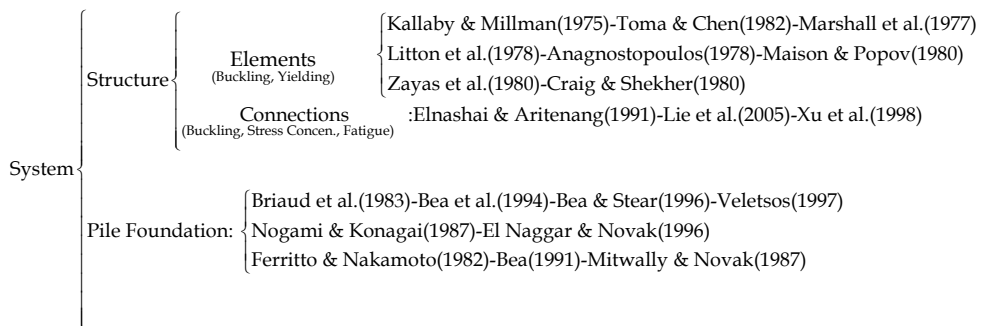 Kallaby & Millman(1975)-Toma & Chen(1982)-Marshall et al.(1977)
Elements
(Buckling, Yielding)
Litton et al.(1978)-Anagnostopoulos(1978)-Maison & Popov(1980)
Structure
Zayas et al.(1980)-Craig & Shekher(1980)
Connections
(Buckling, Stress Concen., Fatigue)
:Elnashai & Aritenang(1991)-Lie et al.(2005)-Xu et al.(1998)
System
Briaud et al.(1983)-Bea et al.(1994)-Bea & Stear(1996)-Veletsos(1997)
Pile Foundation: Nogami & Konagai(1987)-El Naggar & Novak(1996)
Ferritto & Nakamoto(1982)-Bea(1991)-Mitwally & Novak(1987)